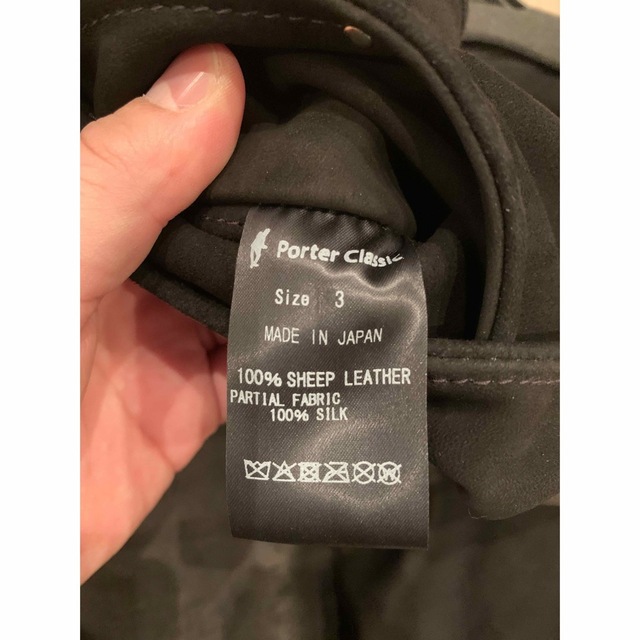 Porter Classic
Size 3
MADE IN JAPAN
100% SHEEP LEATHER
PARTIAL FABRIC
100% SILK
W